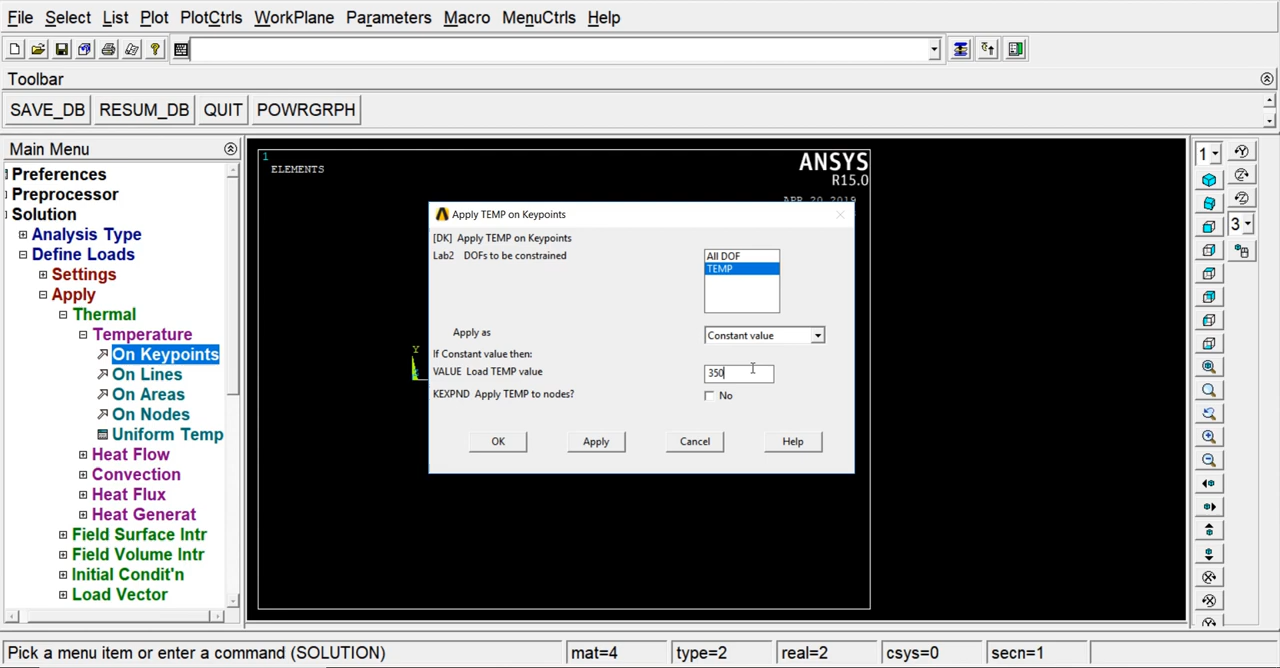 File Select List Plot PlotCtrls WorkPlane Parameters Macro MenuCtrls Help
Toolbar
SAVE_DB RESUM_DB QUIT POWRGRPH
Main Menu
Preferences
Preprocessor
Solution
Analysis Type
Define Loads
Settings
Apply
Thermal
Temperature
On Keypoints
On Lines
On Areas
On Nodes
Uniform Temp
Heat Flow
Convection
Heat Flux
Heat Generat
Field Surface Intr
Field Volume Intr
Initial Condit'n
Load Vector
1
ELEMENTS
ANSYS
R15.0
APR 20 2019
Y
Apply TEMP on Keypoints
[DK] Apply TEMP on Keypoints
Lab2 DOFs to be constrained
All DOF
TEMP
Apply as
Constant value
If Constant value then:
VALUE Load TEMP value
350
KEXPND Apply TEMP to nodes?
No
OK Apply Cancel Help
1
3
Pick a menu item or enter a command (SOLUTION) mat=4 type=2 real=2 csys=0 secn=1